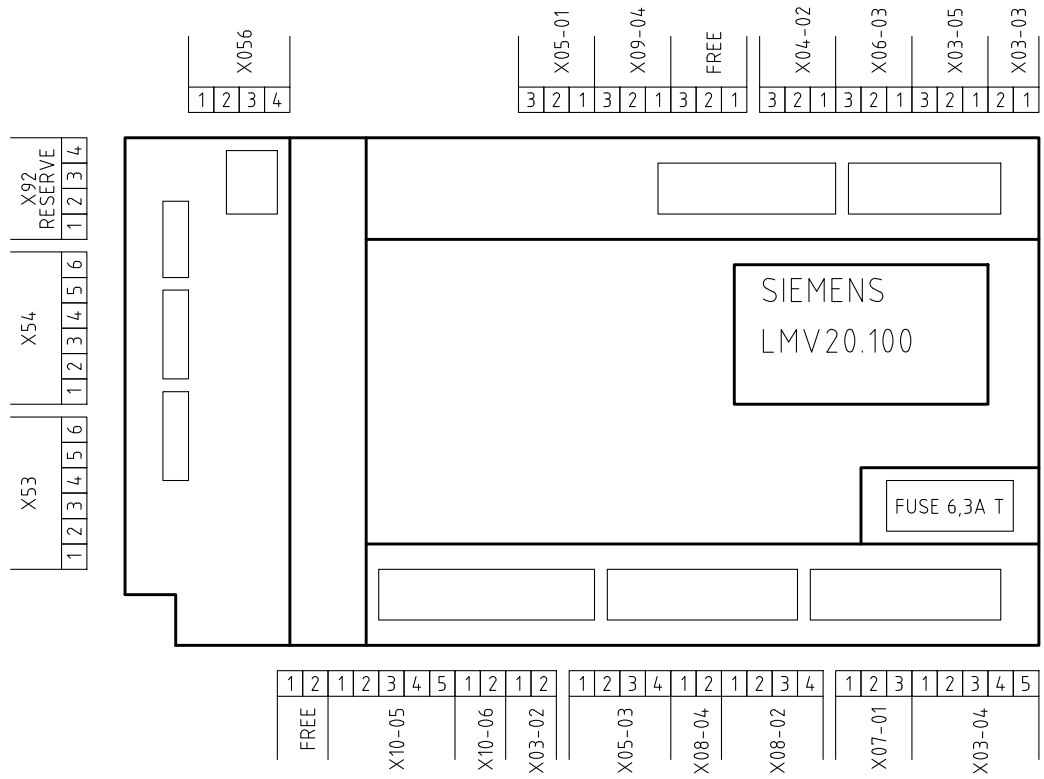 X056
1 2 3 4
X05-01 X09-04 FREE X04-02 X06-03 X03-05 X03-03
3 2 1 3 2 1 3 2 1 3 2 1 3 2 1 3 2 1 2 1
X92
RESERVE
1 2 3 4
X54
1 2 3 4 5 6
X53
1 2 3 4 5 6
SIEMENS
LMV20.100
FUSE 6,3A T
1 2 1 2 3 4 5 1 2 1 2 1 2 3 4 1 2 1 2 3 4 1 2 3 1 2 3 4 5
FREE X10-05 X10-06 X03-02 X05-03 X08-04 X08-02 X07-01 X03-04